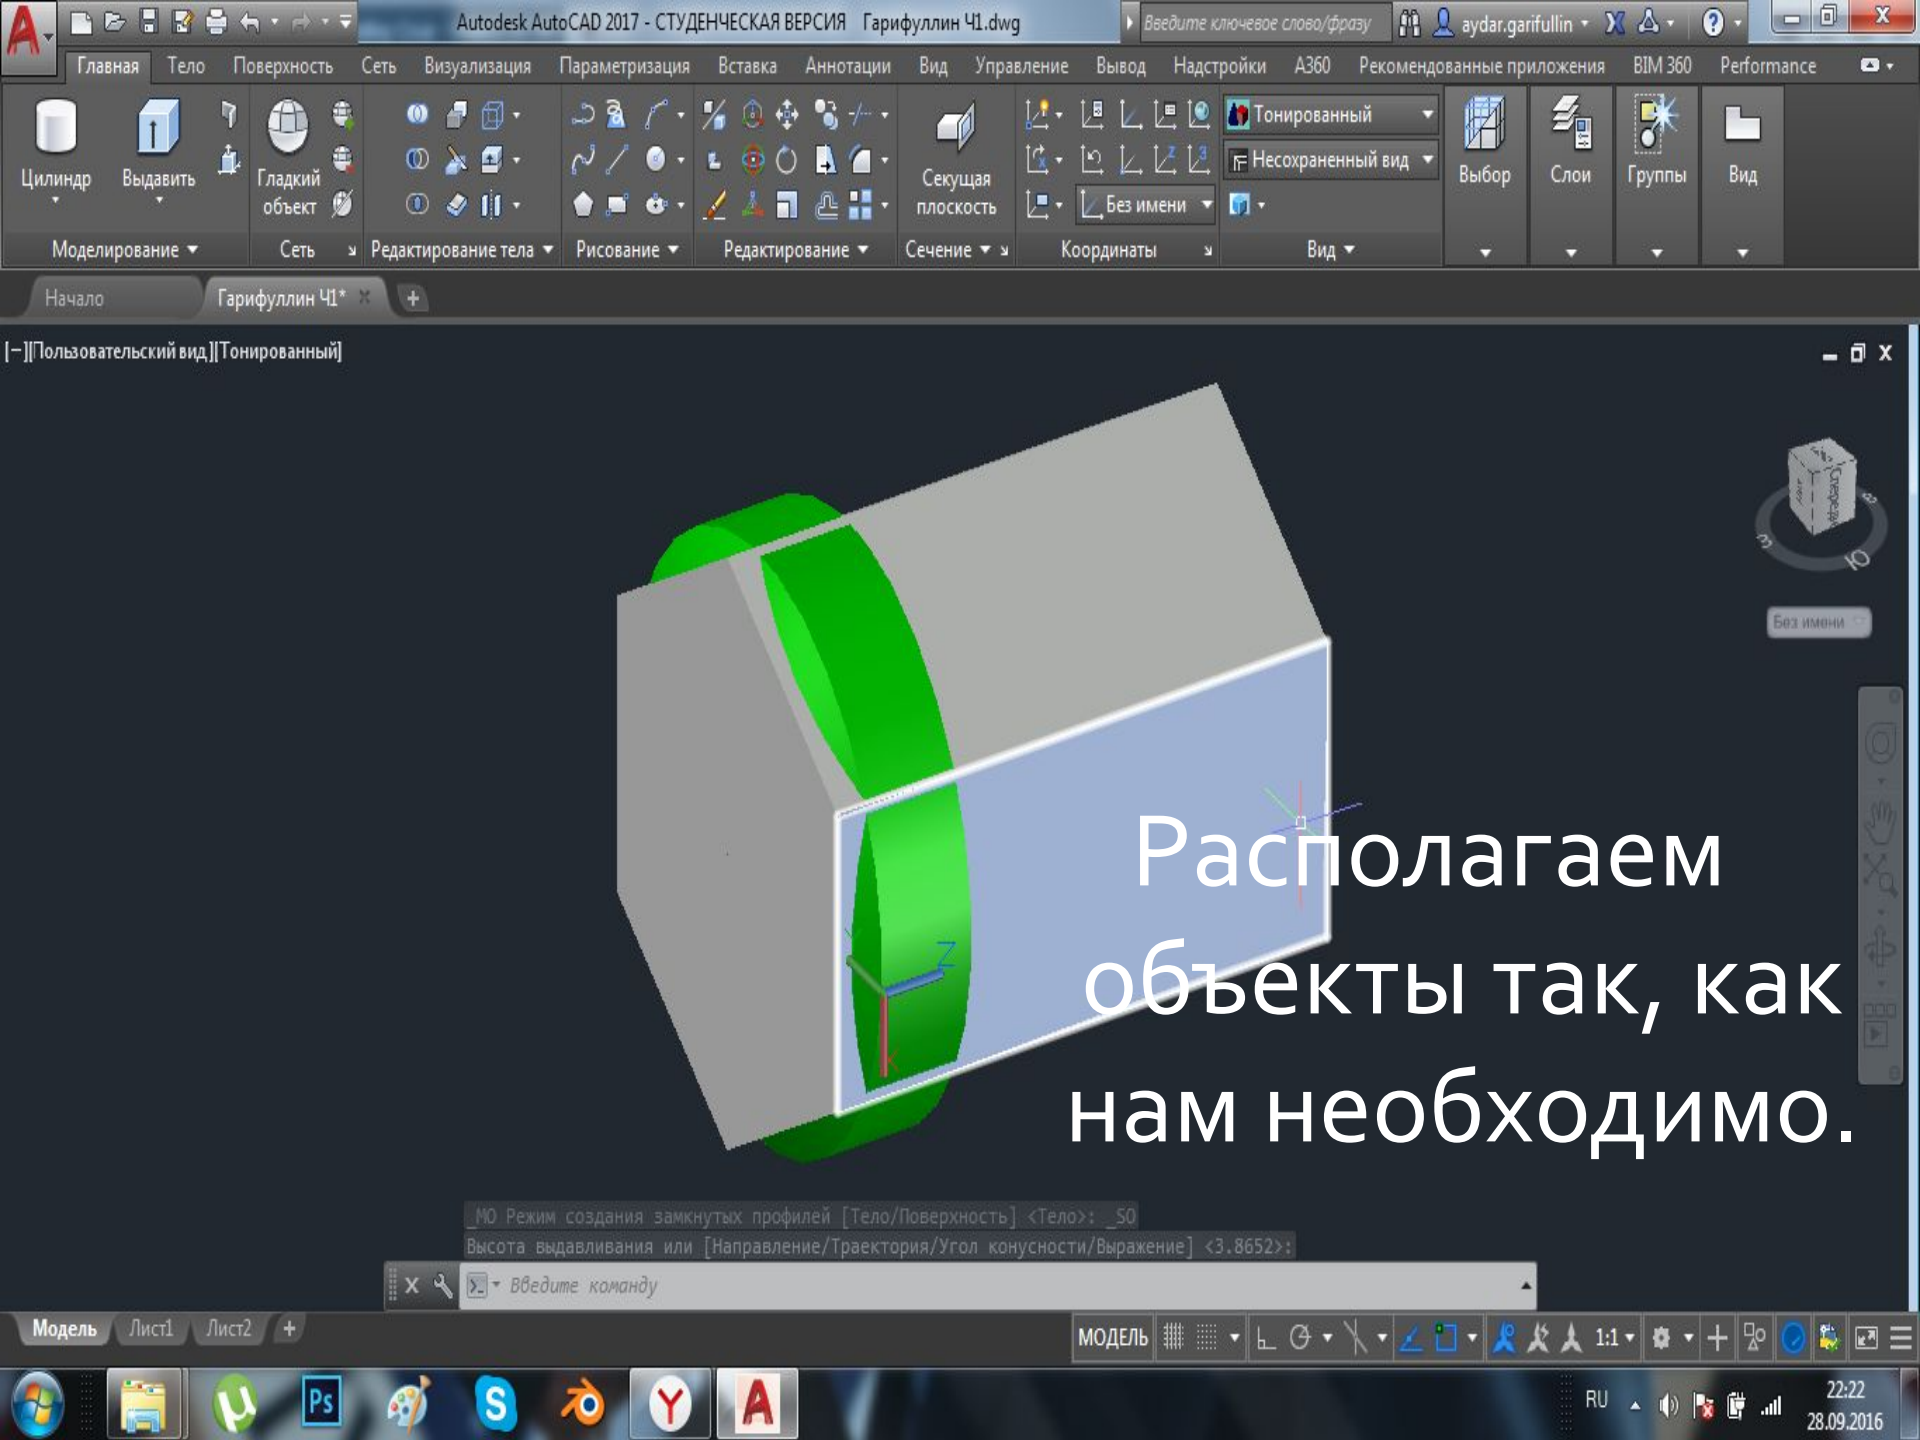 Autodesk AutoCAD 2017 - СТУДЕНЧЕСКАЯ ВЕРСИЯ Гарифуллин Ч1.dwg
Введите ключевое слово/фразу
aydar.garifullin
Главная Тело Поверхность Сеть Визуализация Параметризация Вставка Аннотации Вид Управление Вывод Надстройки A360 Рекомендованные приложения BIM 360 Performance
Тонированный
Несохраненный вид
Без имени
Цилиндр
Выдавить
Гладкий
объект
Секущая
плоскость
Выбор
Слои
Группы
Вид
Моделирование Сеть Редактирование тела Рисование Редактирование Сечение Координаты Вид
Начало Гарифуллин Ч1*
[−][Пользовательский вид][Тонированный]
Спереди
Ю
Без имени
Z
X
Располагаем
объекты так, как
нам необходимо.
_MO Режим создания замкнутых профилей [Тело/Поверхность] <Тело>: _SO
Высота выдавливания или [Направление/Траектория/Угол конусности/Выражение] <3.8652>:
Введите команду
Модель Лист1 Лист2 +
МОДЕЛЬ 1:1
Ps
RU
22:22
28.09.2016